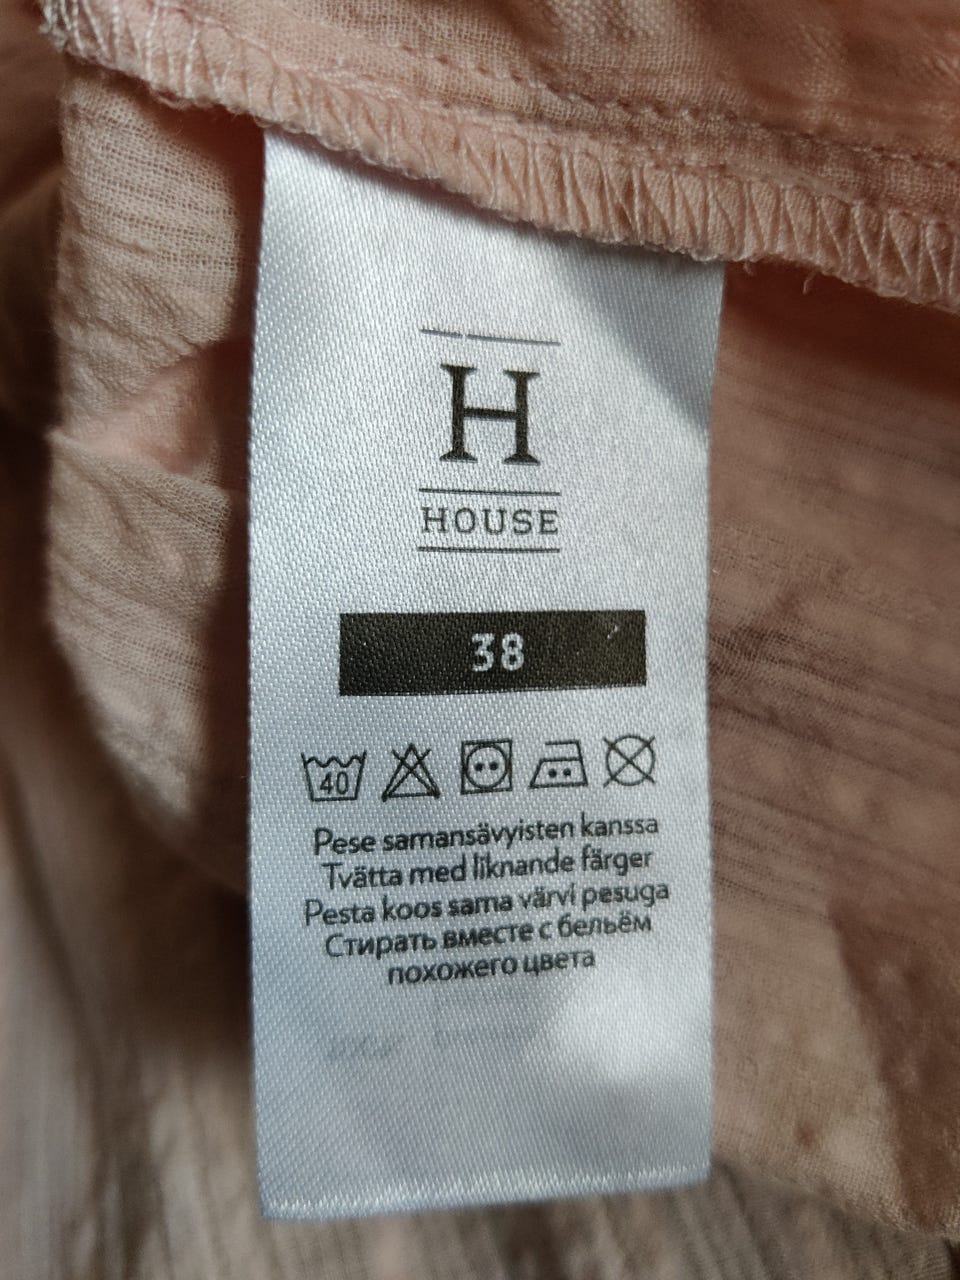 H
HOUSE
38
40
Pese samansävyisten kanssa
Tvätta med liknande färger
Pesta koos sama värvi pesuga
Стирать вместе с бельём
похожего цвета